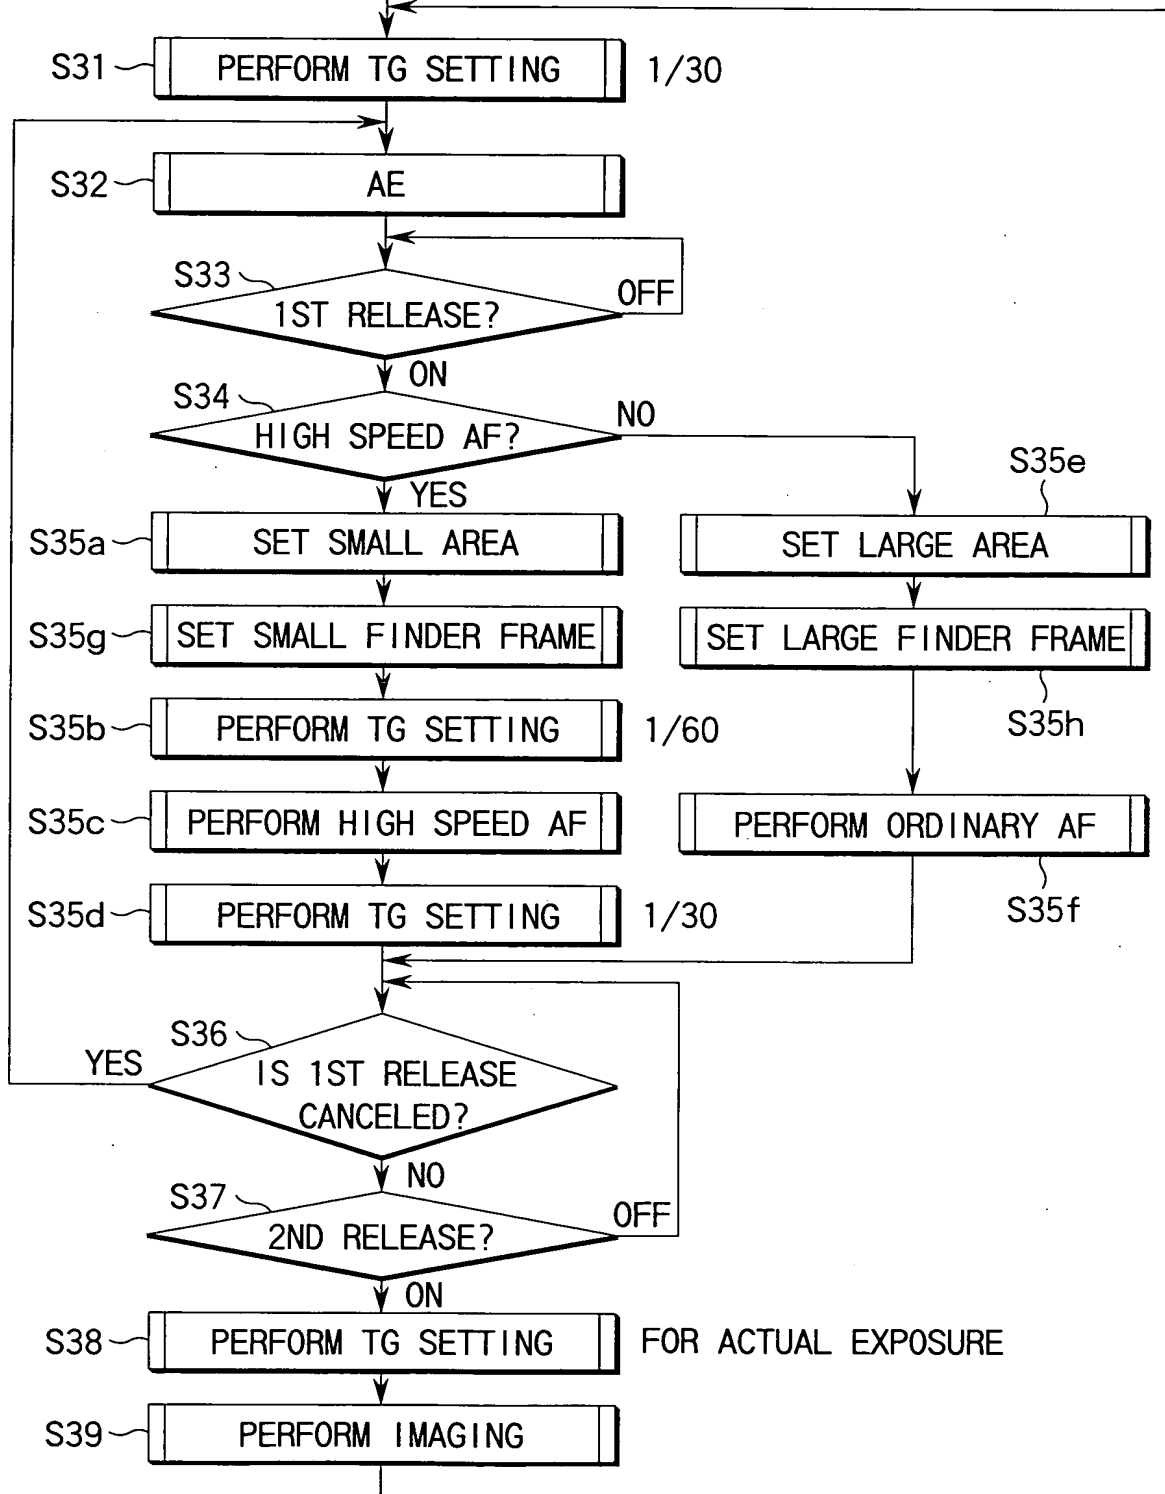 S31 PERFORM TG SETTING 1/30
S32 AE
S33 1ST RELEASE? OFF
ON
S34 HIGH SPEED AF? NO
YES
S35a SET SMALL AREA
S35e SET LARGE AREA
S35g SET SMALL FINDER FRAME
SET LARGE FINDER FRAME S35h
S35b PERFORM TG SETTING 1/60
S35c PERFORM HIGH SPEED AF
PERFORM ORDINARY AF S35f
S35d PERFORM TG SETTING 1/30
S36 IS 1ST RELEASE
CANCELED?
YES
NO
S37 2ND RELEASE? OFF
ON
S38 PERFORM TG SETTING FOR ACTUAL EXPOSURE
S39 PERFORM IMAGING